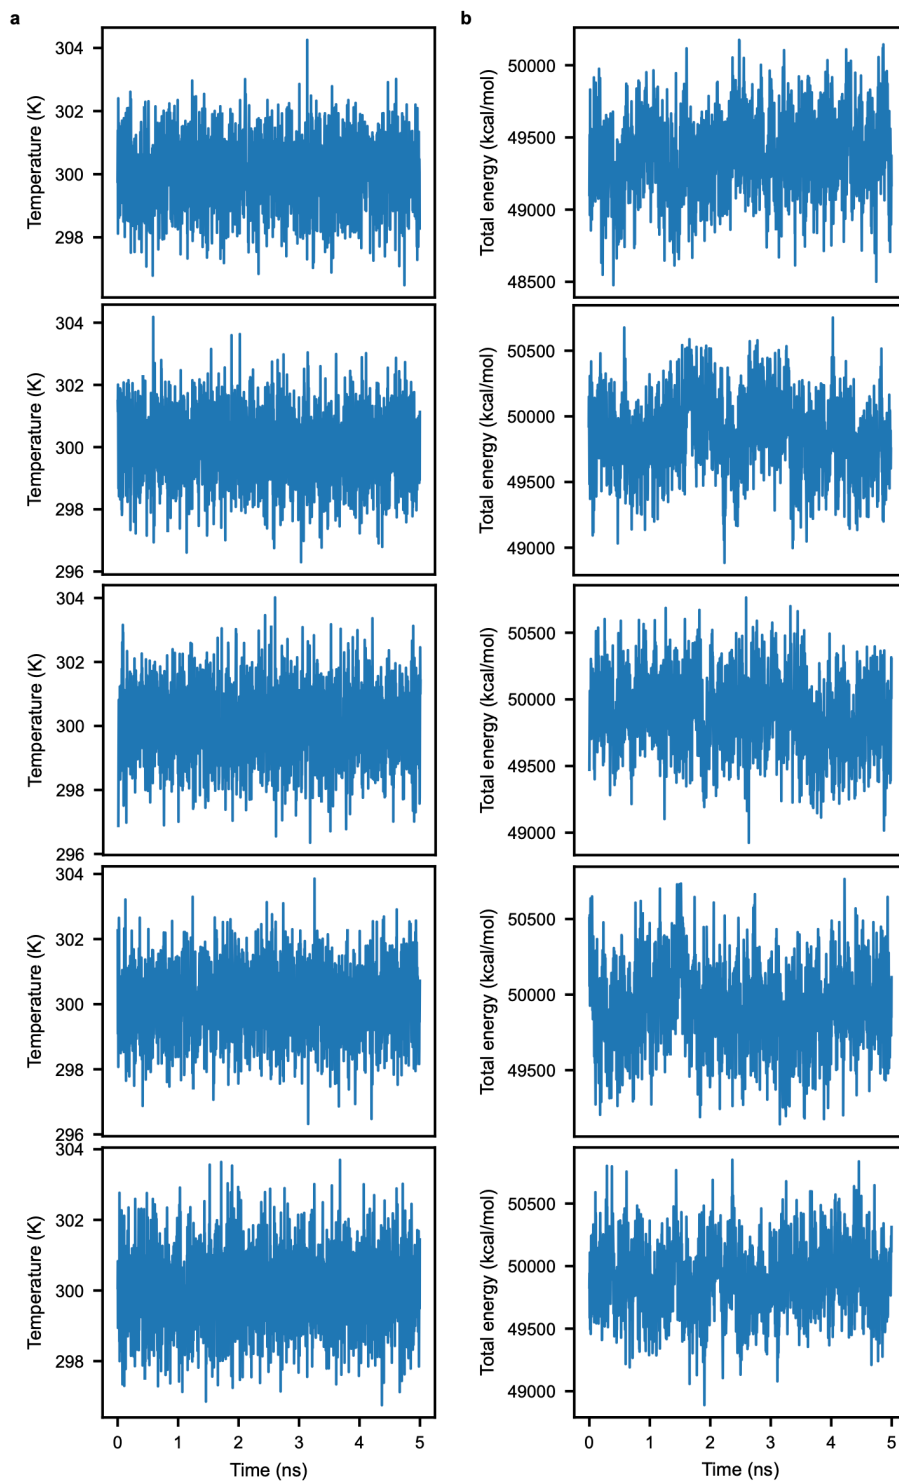 a
b
304
302
300
298
Temperature (K)
50000
49500
49000
48500
Total energy (kcal/mol)
304
302
300
298
296
Temperature (K)
50500
50000
49500
49000
Total energy (kcal/mol)
304
302
300
298
296
Temperature (K)
50500
50000
49500
49000
Total energy (kcal/mol)
304
302
300
298
296
Temperature (K)
50500
50000
49500
Total energy (kcal/mol)
304
302
300
298
Temperature (K)
0 1 2 3 4 5
Time (ns)
50500
50000
49500
49000
Total energy (kcal/mol)
0 1 2 3 4 5
Time (ns)